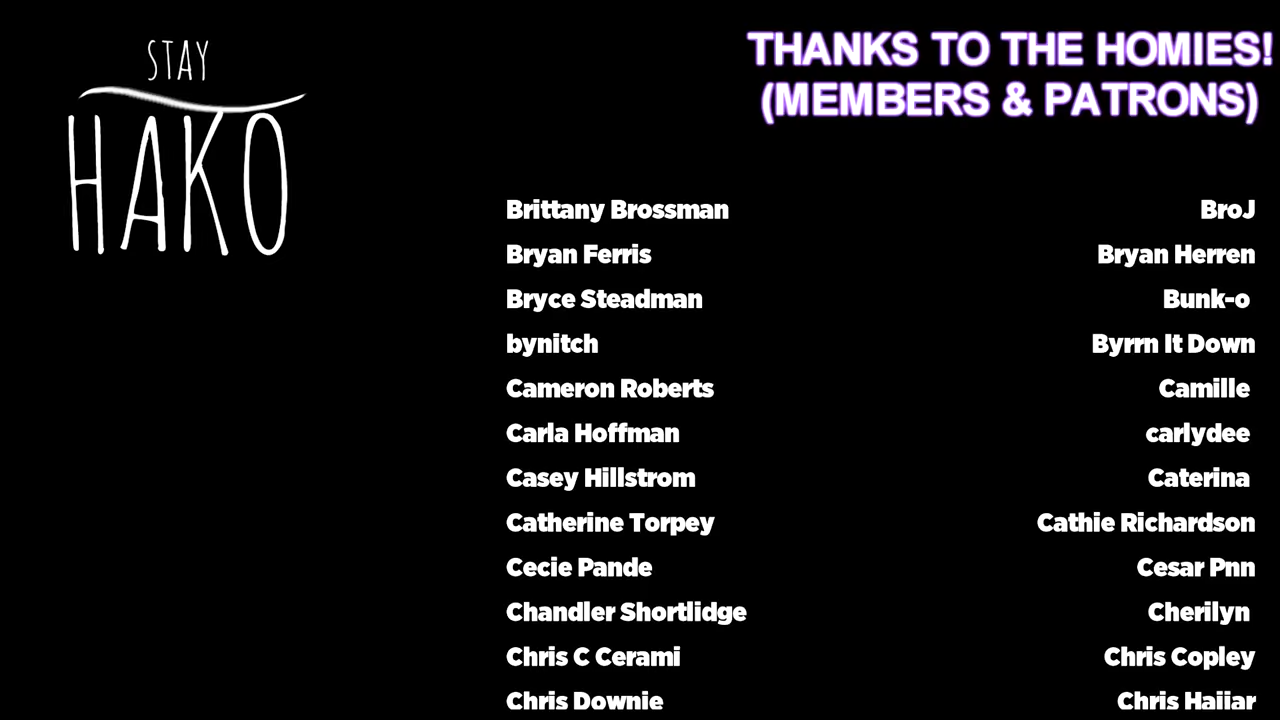 STAY
HAKO
THANKS TO THE HOMIES!
(MEMBERS & PATRONS)
Brittany Brossman BroJ
Bryan Ferris Bryan Herren
Bryce Steadman Bunk-o
bynitch Byrrn It Down
Cameron Roberts Camille
Carla Hoffman carlydee
Casey Hillstrom Caterina
Catherine Torpey Cathie Richardson
Cecie Pande Cesar Pnn
Chandler Shortlidge Cherilyn
Chris C Cerami Chris Copley
Chris Downie Chris